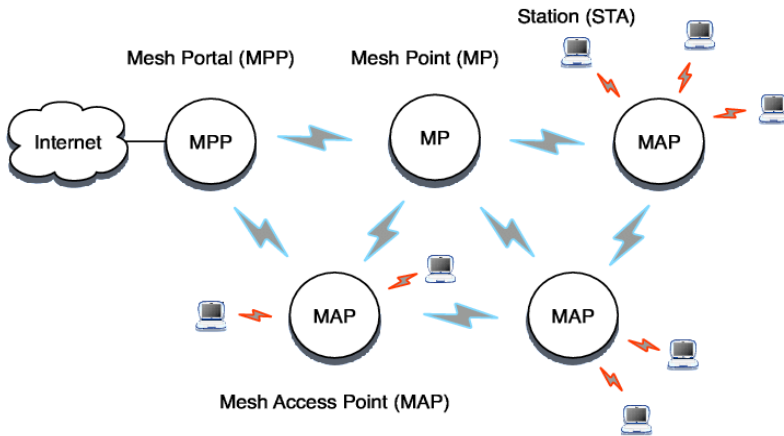 Station (STA)
Mesh Portal (MPP)
Mesh Point (MP)
Internet
MPP
MP
MAP
MAP
MAP
Mesh Access Point (MAP)